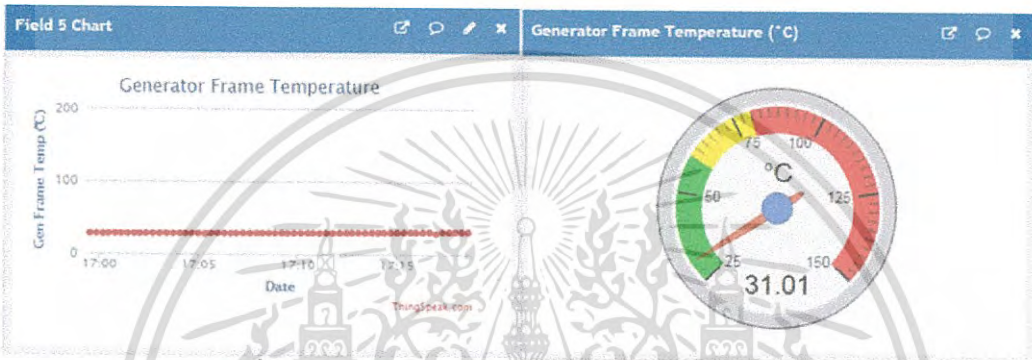 Field 5 Chart
Generator Frame Temperature
Gen Frame Temp (℃)
200
100
0
17:00 17:05 17:10 17:15
Date
ThingSpeak.com
Generator Frame Temperature (°C)
75 100
°C
50 125
25 150
31.01